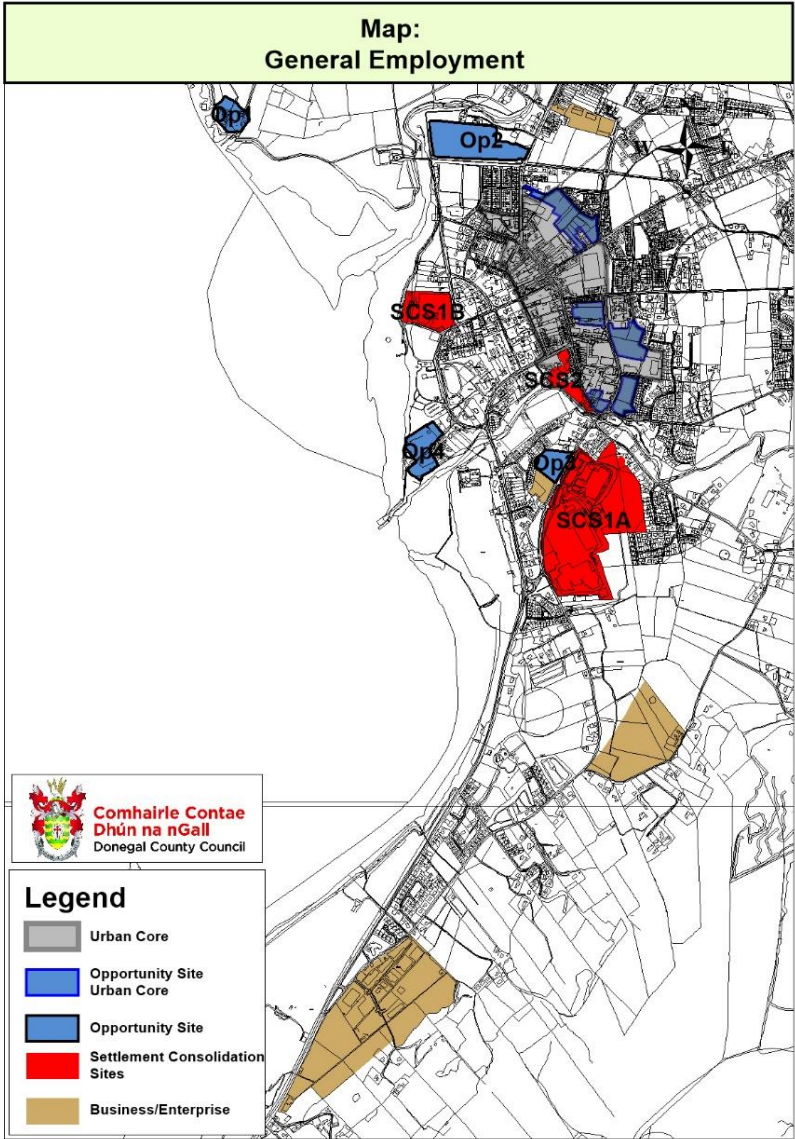 Map:
General Employment
Op1
Op2
N
W
E
S
SCS1B
SCS2
Op4
Op3
SCS1A
Comhairle Contae
Dhún na nGall
Donegal County Council
Legend
Urban Core
Opportunity Site
Urban Core
Opportunity Site
Settlement Consolidation
Sites
Business/Enterprise